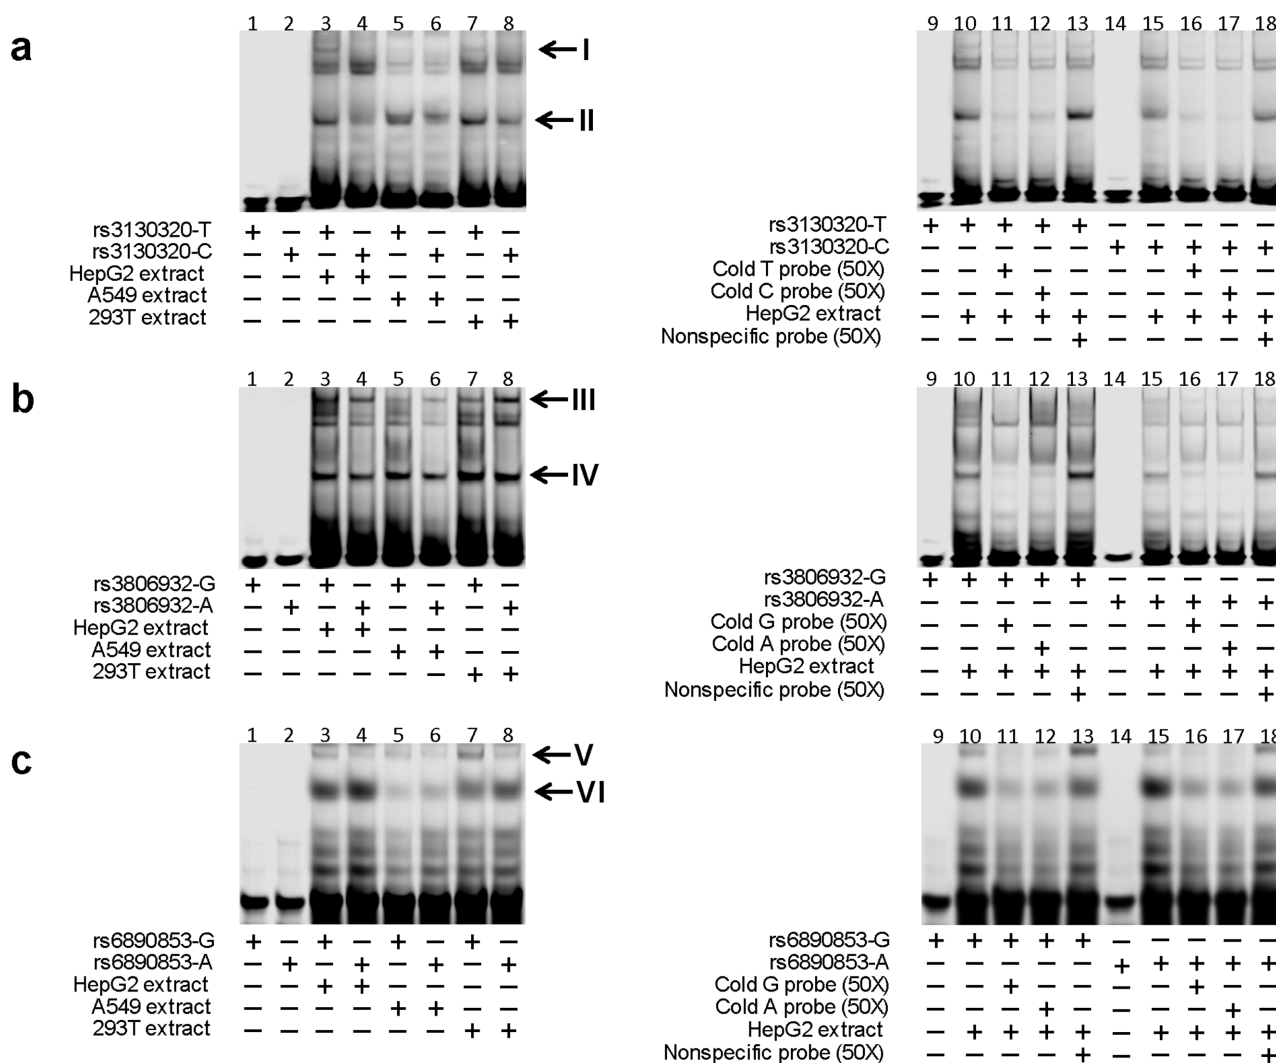 1 2 3 4 5 6 7 8
a
I
II
rs3130320-T + − + − + − + −
rs3130320-C − + − + − + − +
HepG2 extract − − + + − − − −
A549 extract − − − − + + − −
293T extract − − − − − − + +
9 10 11 12 13 14 15 16 17 18
rs3130320-T + + + + + − − − − −
rs3130320-C − − − − − + + + + +
Cold T probe (50X) − − + − − − − + − −
Cold C probe (50X) − − − + − − − − + −
HepG2 extract − + + + + − + + + +
Nonspecific probe (50X) − − − − + − − − − +
1 2 3 4 5 6 7 8
b
III
IV
rs3806932-G + − + − + − + −
rs3806932-A − + − + − + − +
HepG2 extract − − + + − − − −
A549 extract − − − − + + − −
293T extract − − − − − − + +
9 10 11 12 13 14 15 16 17 18
rs3806932-G + + + + + − − − − −
rs3806932-A − − − − − + + + + +
Cold G probe (50X) − − + − − − − + − −
Cold A probe (50X) − − − + − − − − + −
HepG2 extract − + + + + − + + + +
Nonspecific probe (50X) − − − − + − − − − +
1 2 3 4 5 6 7 8
c
V
VI
rs6890853-G + − + − + − + −
rs6890853-A − + − + − + − +
HepG2 extract − − + + − − − −
A549 extract − − − − + + − −
293T extract − − − − − − + +
9 10 11 12 13 14 15 16 17 18
rs6890853-G + + + + + − − − − −
rs6890853-A − − − − − + + + + +
Cold G probe (50X) − − + − − − − + − −
Cold A probe (50X) − − − + − − − − + −
HepG2 extract − + + + + − + + + +
Nonspecific probe (50X) − − − − + − − − − +